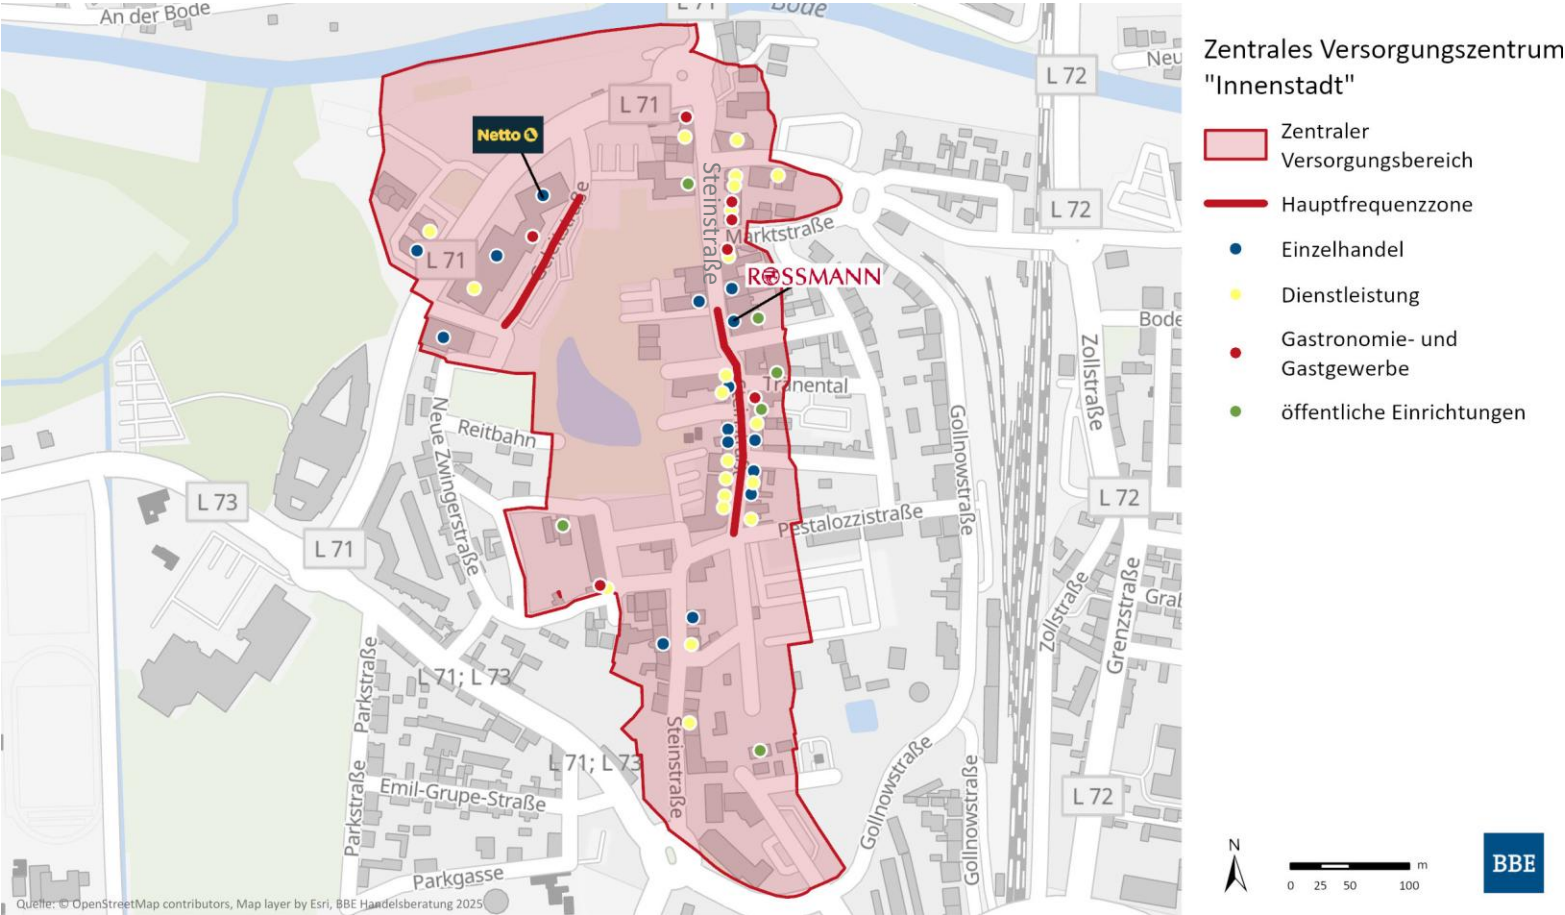 An der Bode
L 71
Bode
L 72
Neu
Zentrales Versorgungszentrum
"Innenstadt"
Zentraler
Versorgungsbereich
Hauptfrequenzzone
Einzelhandel
Dienstleistung
Gastronomie- und
Gastgewerbe
öffentliche Einrichtungen
L 71
Netto
Steinstraße
L 72
Marktstraße
L 71
ROSSMANN
Bode
Zollstraße
Tränental
Gollnowstraße
Neue Zwingerstraße
Reitbahn
L 73
L 72
L 71
Pestalozzistraße
Zollstraße
Grenzstraße
Grab
Parkstraße
L 71; L 73
Steinstraße
L 71; L 73
Gollnowstraße
Gollnowstraße
Parkstraße
Emil-Grupe-Straße
L 72
Parkgasse
N
m
0 25 50 100
BBE
Quelle: © OpenStreetMap contributors, Map layer by Esri, BBE Handelsberatung 2025